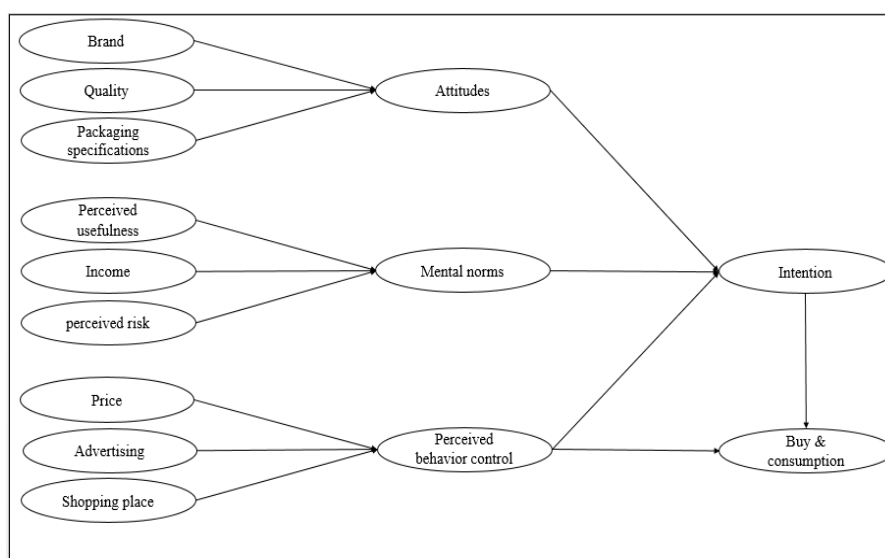 Brand
Quality
Packaging
specifications
Attitudes
Perceived
usefulness
Income
perceived risk
Mental norms
Intention
Price
Advertising
Shopping place
Perceived
behavior control
Buy &
consumption